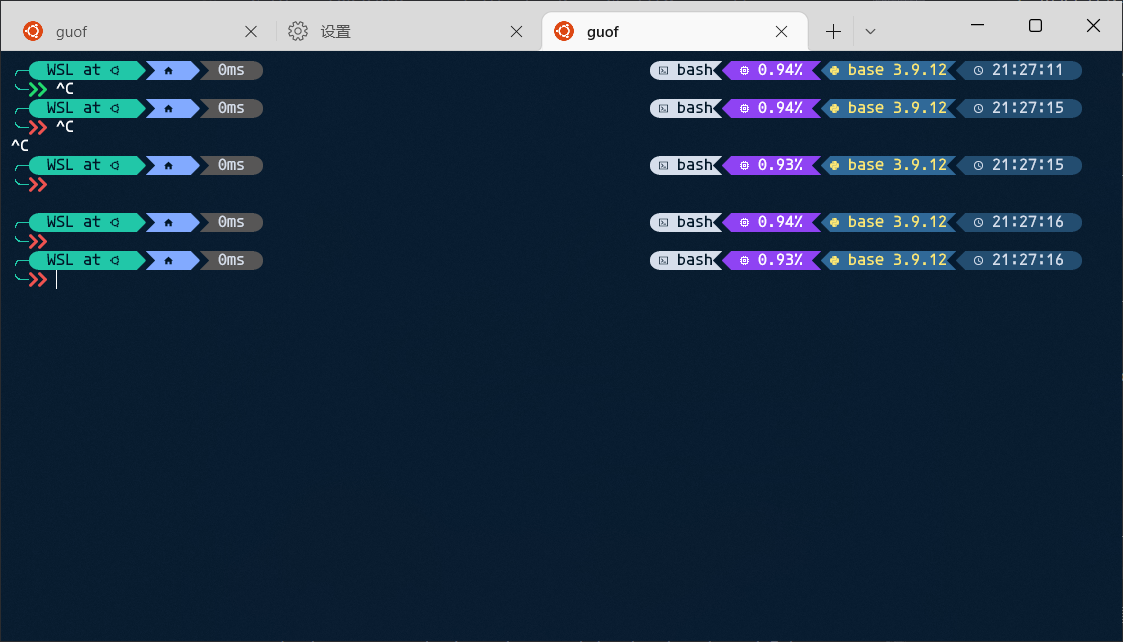 guof
设置
guof
WSL at 0ms bash 0.94% base 3.9.12 21:27:11
^C
WSL at 0ms bash 0.94% base 3.9.12 21:27:15
^C
^C
WSL at 0ms bash 0.93% base 3.9.12 21:27:15
WSL at 0ms bash 0.94% base 3.9.12 21:27:16
WSL at 0ms bash 0.93% base 3.9.12 21:27:16